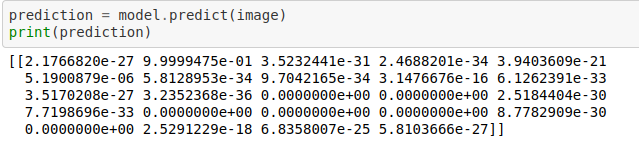 prediction = model.predict(image)
print(prediction)
[[2.1766820e-27 9.9999475e-01 3.5232441e-31 2.4688201e-34 3.9403609e-21
5.1900879e-06 5.8128953e-34 9.7042165e-34 3.1476676e-16 6.1262391e-33
3.5170208e-27 3.2352368e-36 0.0000000e+00 0.0000000e+00 2.5184404e-30
7.7198696e-33 0.0000000e+00 0.0000000e+00 0.0000000e+00 8.7782909e-30
0.0000000e+00 2.5291229e-18 6.8358007e-25 5.8103666e-27]]